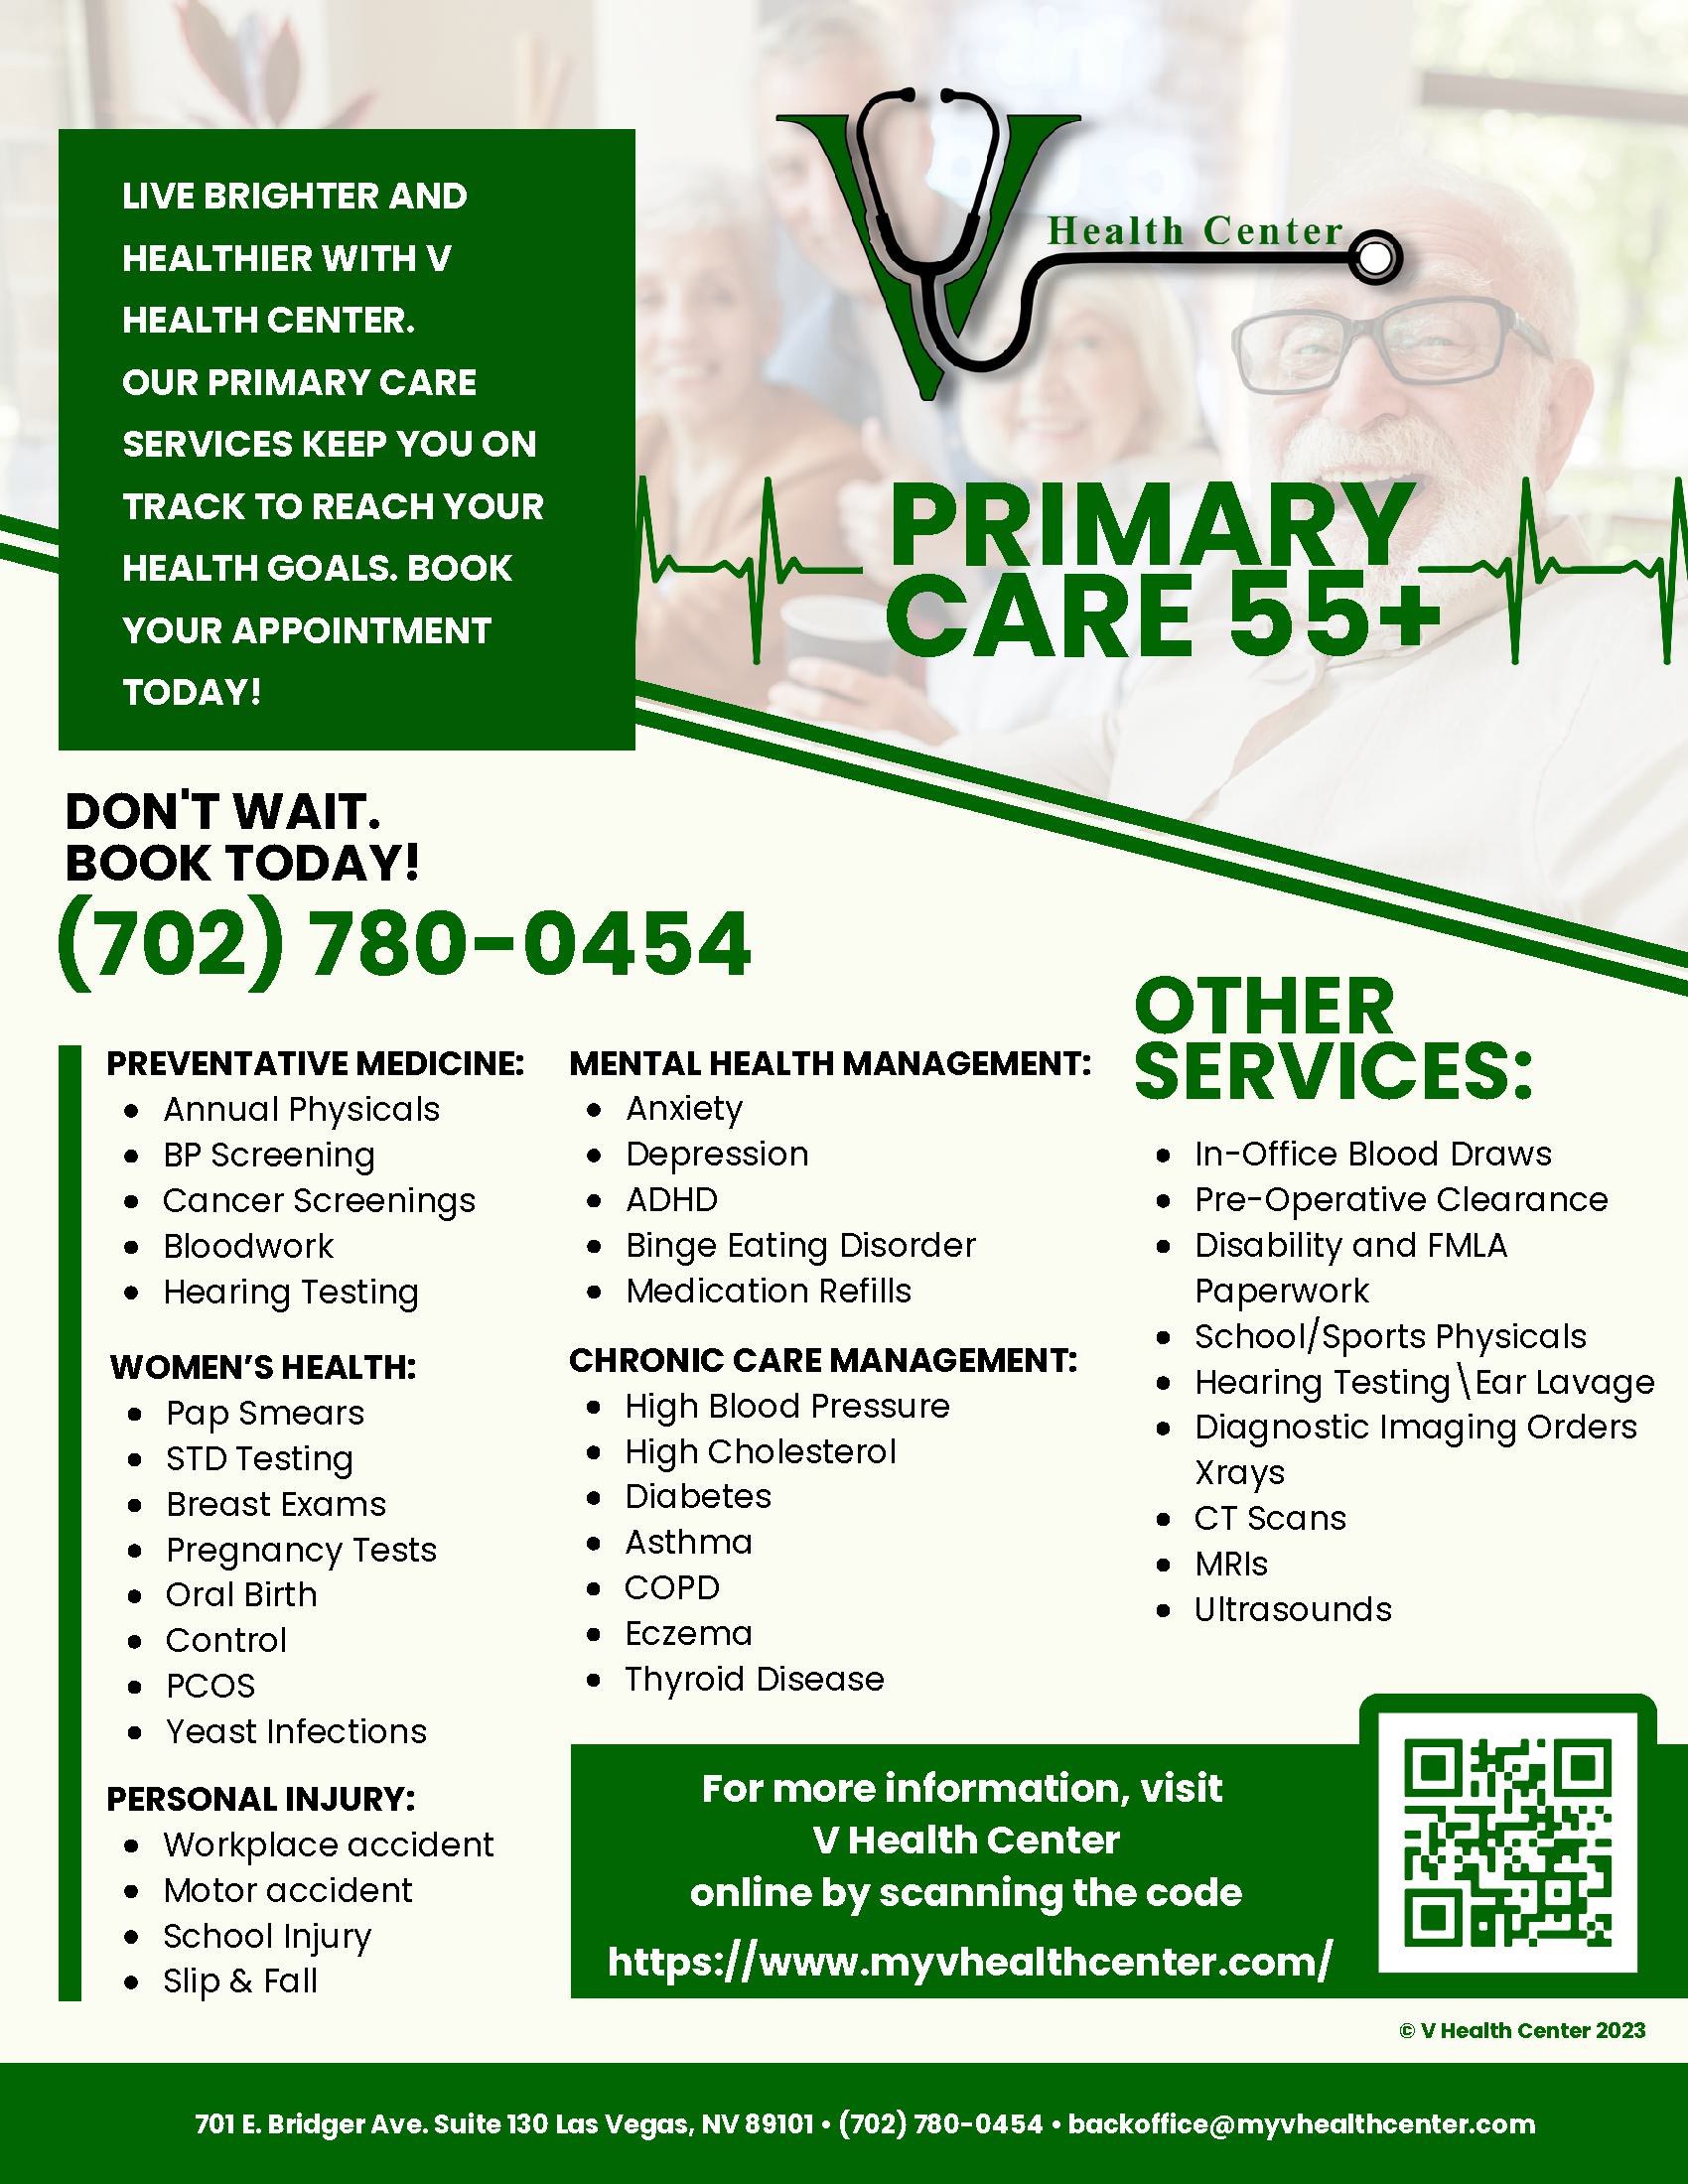 LIVE BRIGHTER AND
HEALTHIER WITH V
HEALTH CENTER.
OUR PRIMARY CARE
SERVICES KEEP YOU ON
TRACK TO REACH YOUR
HEALTH GOALS. BOOK
YOUR APPOINTMENT
TODAY!
V
Health Center
PRIMARY
CARE 55+
DON'T WAIT.
BOOK TODAY!
(702) 780-0454
PREVENTATIVE MEDICINE:
• Annual Physicals
• BP Screening
• Cancer Screenings
• Bloodwork
• Hearing Testing
WOMEN’S HEALTH:
• Pap Smears
• STD Testing
• Breast Exams
• Pregnancy Tests
• Oral Birth
• Control
• PCOS
• Yeast Infections
PERSONAL INJURY:
• Workplace accident
• Motor accident
• School Injury
• Slip & Fall
MENTAL HEALTH MANAGEMENT:
• Anxiety
• Depression
• ADHD
• Binge Eating Disorder
• Medication Refills
CHRONIC CARE MANAGEMENT:
• High Blood Pressure
• High Cholesterol
• Diabetes
• Asthma
• COPD
• Eczema
• Thyroid Disease
OTHER
SERVICES:
• In-Office Blood Draws
• Pre-Operative Clearance
• Disability and FMLA
Paperwork
• School/Sports Physicals
• Hearing Testing\Ear Lavage
• Diagnostic Imaging Orders
Xrays
• CT Scans
• MRIs
• Ultrasounds
For more information, visit
V Health Center
online by scanning the code
https://www.myvhealthcenter.com/
© V Health Center 2023
701 E. Bridger Ave. Suite 130 Las Vegas, NV 89101 • (702) 780-0454 • backoffice@myvhealthcenter.com